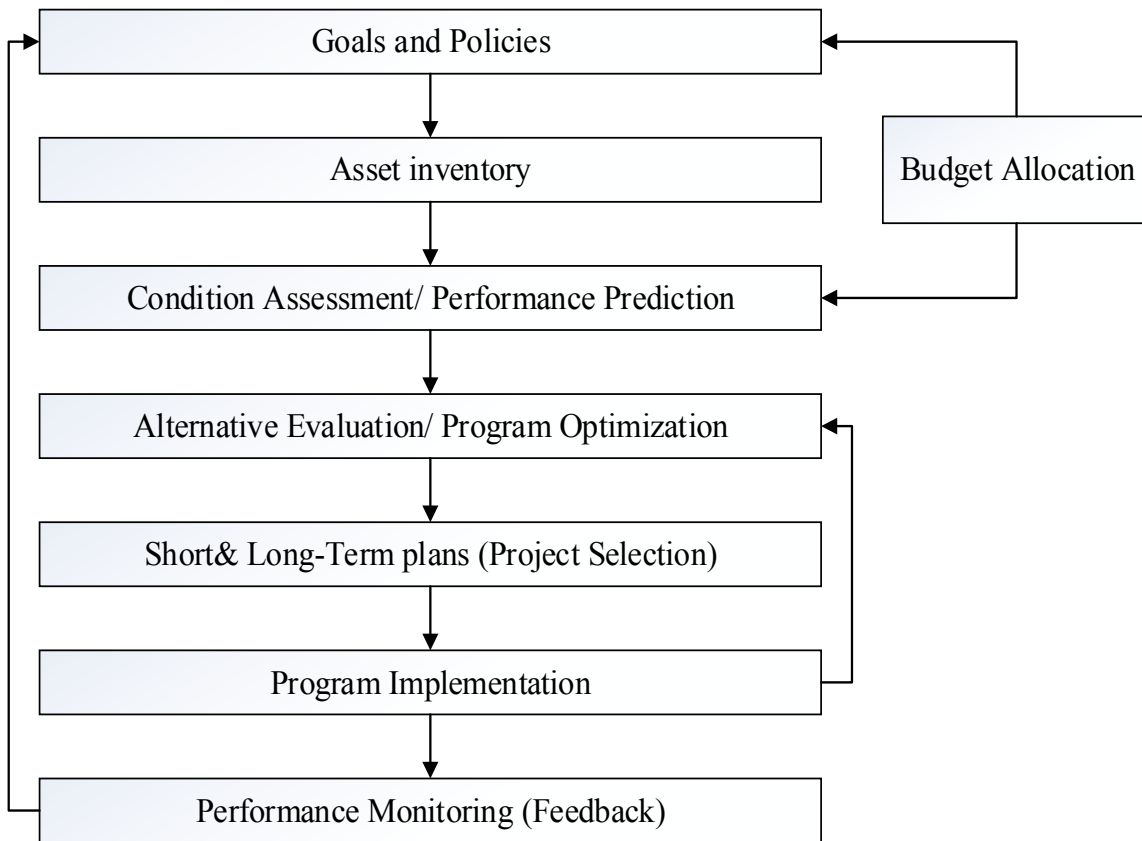 Goals and Policies
Asset inventory
Budget Allocation
Condition Assessment/ Performance Prediction
Alternative Evaluation/ Program Optimization
Short& Long-Term plans (Project Selection)
Program Implementation
Performance Monitoring (Feedback)